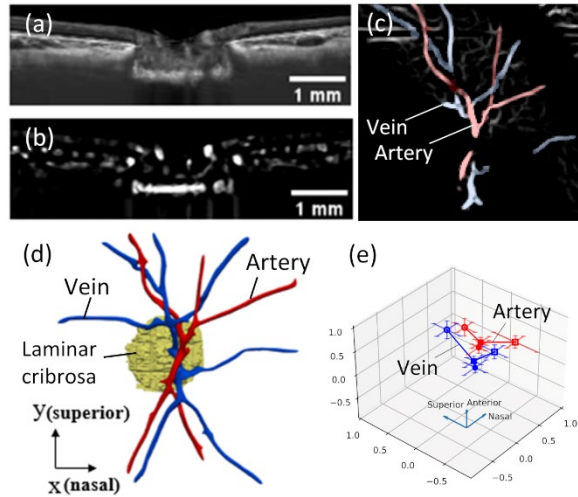 (a)
1 mm
(b)
1 mm
(c)
Vein
Artery
(d)
Vein
Artery
Laminar
cribrosa
y(superior)
x(nasal)
(e)
Artery
Vein
1.0
0.5
0.0
-0.5
Superior
Anterior
Nasal
1.0
0.5
0.0
-0.5
1.0
0.5
0.0
-0.5